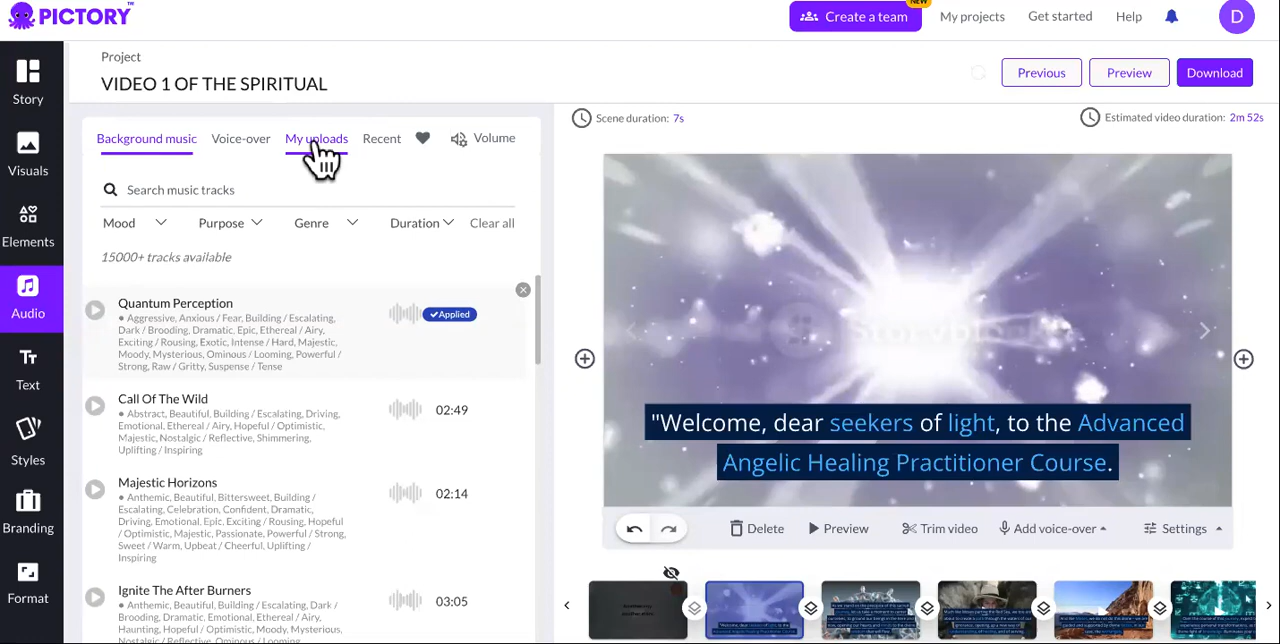 PICTORY™
NEW
Create a team
My projects
Get started
Help
D
Project
VIDEO 1 OF THE SPIRITUAL
Previous
Preview
Download
Story
Visuals
Elements
Audio
Text
Styles
Branding
Format
Background music
Voice-over
My uploads
Recent
Volume
Search music tracks
Mood
Purpose
Genre
Duration
Clear all
15000+ tracks available
Quantum Perception
Applied
● Aggressive, Anxious / Fear, Building / Escalating,
Dark / Brooding, Dramatic, Epic, Ethereal / Airy,
Exciting / Rousing, Exotic, Intense / Hard, Majestic,
Moody, Mysterious, Ominous / Looming, Powerful /
Strong, Raw / Gritty, Suspense / Tense
Call Of The Wild
02:49
● Abstract, Beautiful, Building / Escalating, Driving,
Emotional, Ethereal / Airy, Hopeful / Optimistic,
Majestic, Nostalgic / Reflective, Shimmering,
Uplifting / Inspiring
Majestic Horizons
02:14
● Anthemic, Beautiful, Bittersweet, Building /
Escalating, Celebration, Confident, Dramatic,
Driving, Emotional, Epic, Exciting / Rousing, Hopeful
/ Optimistic, Majestic, Passionate, Powerful / Strong,
Sweet / Warm, Upbeat / Cheerful, Uplifting /
Inspiring
Ignite The After Burners
03:05
● Anthemic, Beautiful, Building / Escalating, Dark /
Brooding, Dramatic, Emotional, Ethereal / Airy,
Haunting, Hopeful / Optimistic, Moody, Mysterious,
Scene duration: 7s
Estimated video duration: 2m 52s
Storyblocks
"Welcome, dear seekers of light, to the Advanced
Angelic Healing Practitioner Course.
Delete
Preview
Trim video
Add voice-over
Settings